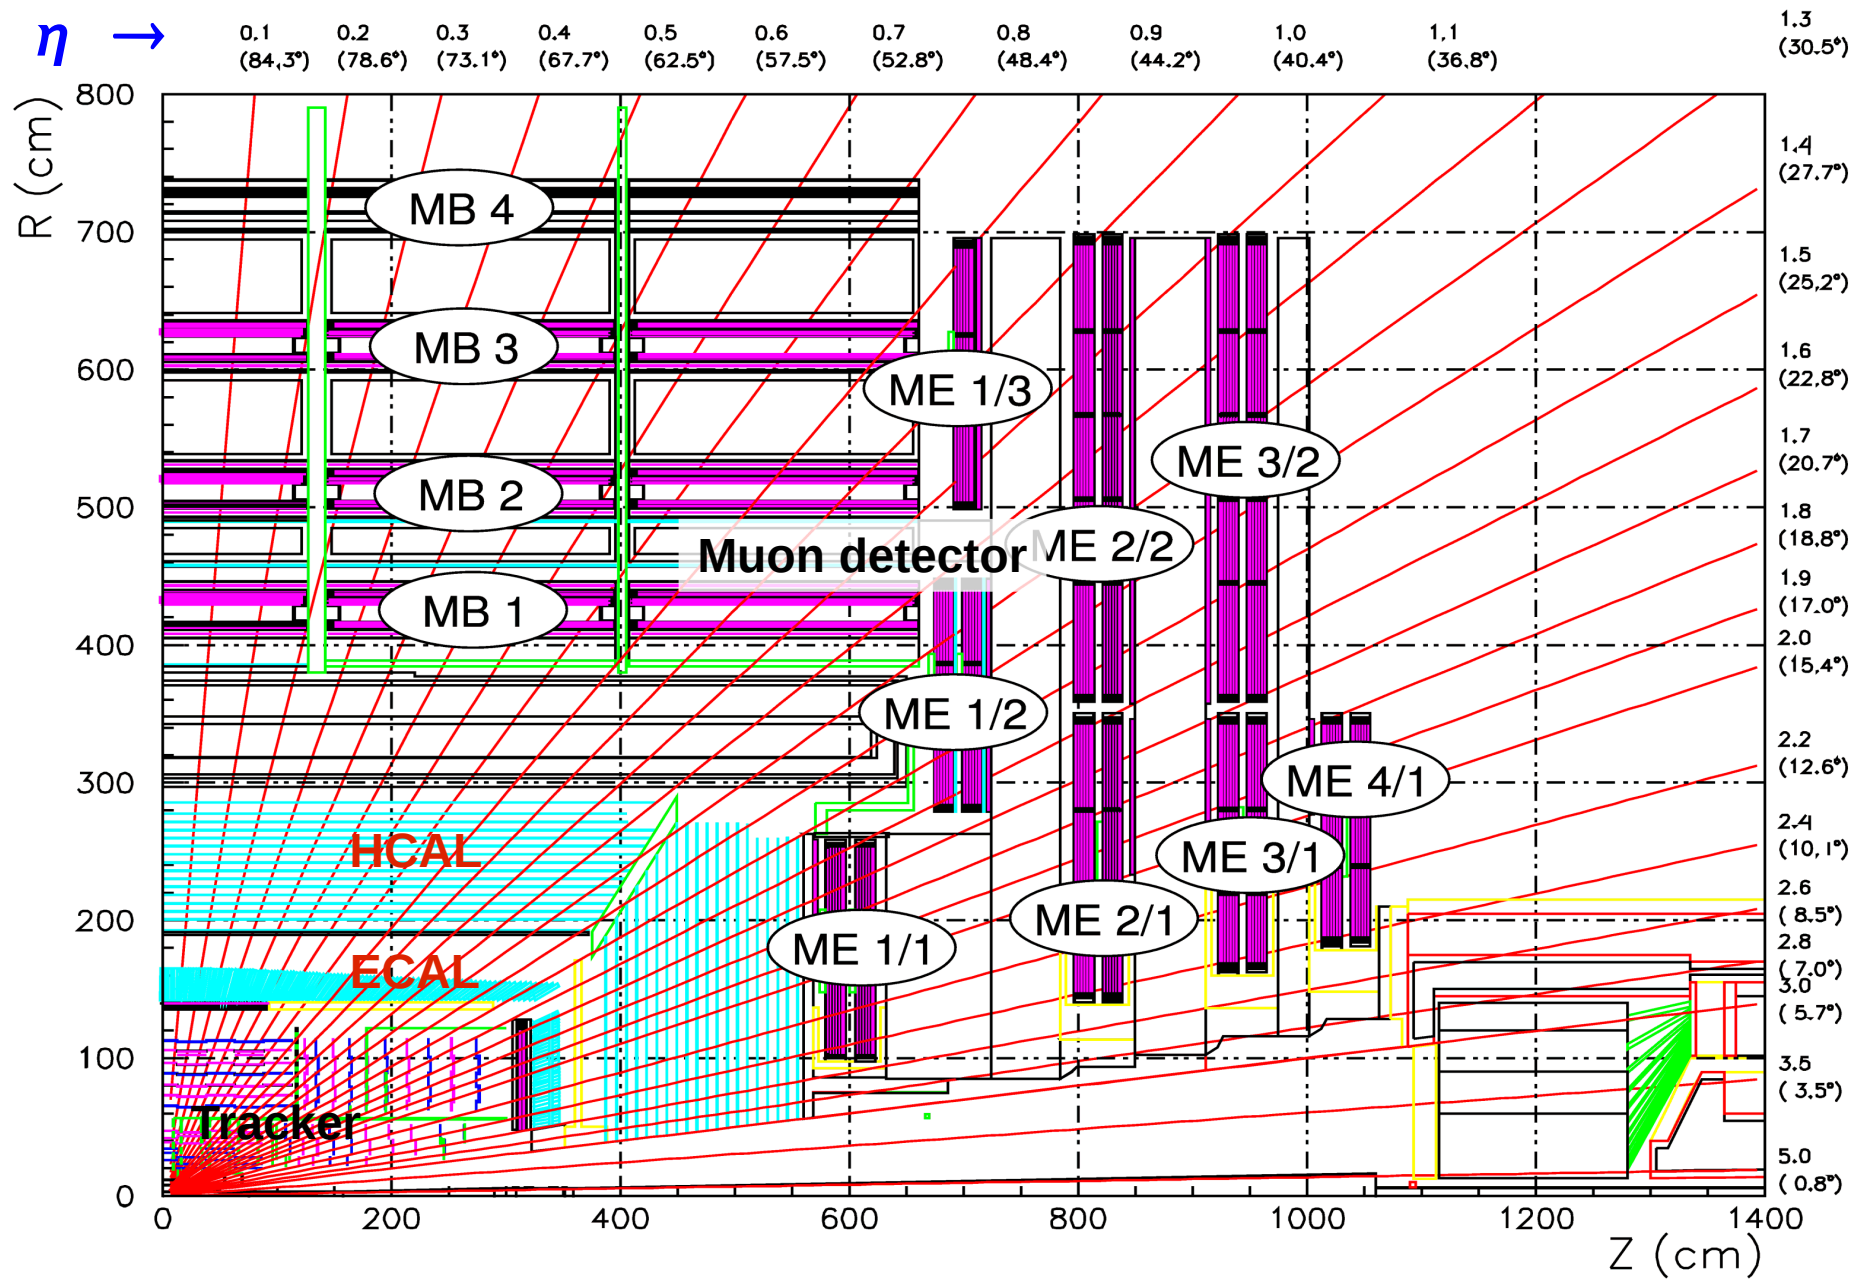 η →
0.1 0.2 0.3 0.4 0.5 0.6 0.7 0.8 0.9 1.0 1.1 1.3
(84.3°) (78.6°) (73.1°) (67.7°) (62.5°) (57.5°) (52.8°) (48.4°) (44.2°) (40.4°) (36.8°) (30.5°)
R (cm)
800
700
600
500
400
300
200
100
0
MB 4
MB 3
MB 2
MB 1
ME 1/3
ME 3/2
Muon detector
ME 2/2
ME 1/2
ME 4/1
HCAL
ME 3/1
ME 2/1
ME 1/1
ECAL
Tracker
1.4
(27.7°)
1.5
(25.2°)
1.6
(22.8°)
1.7
(20.7°)
1.8
(18.8°)
1.9
(17.0°)
2.0
(15.4°)
2.2
(12.6°)
2.4
(10.1°)
2.6
( 8.5°)
2.8
( 7.0°)
3.0
( 5.7°)
3.5
( 3.5°)
5.0
( 0.8°)
0 200 400 600 800 1000 1200 1400
Z (cm)